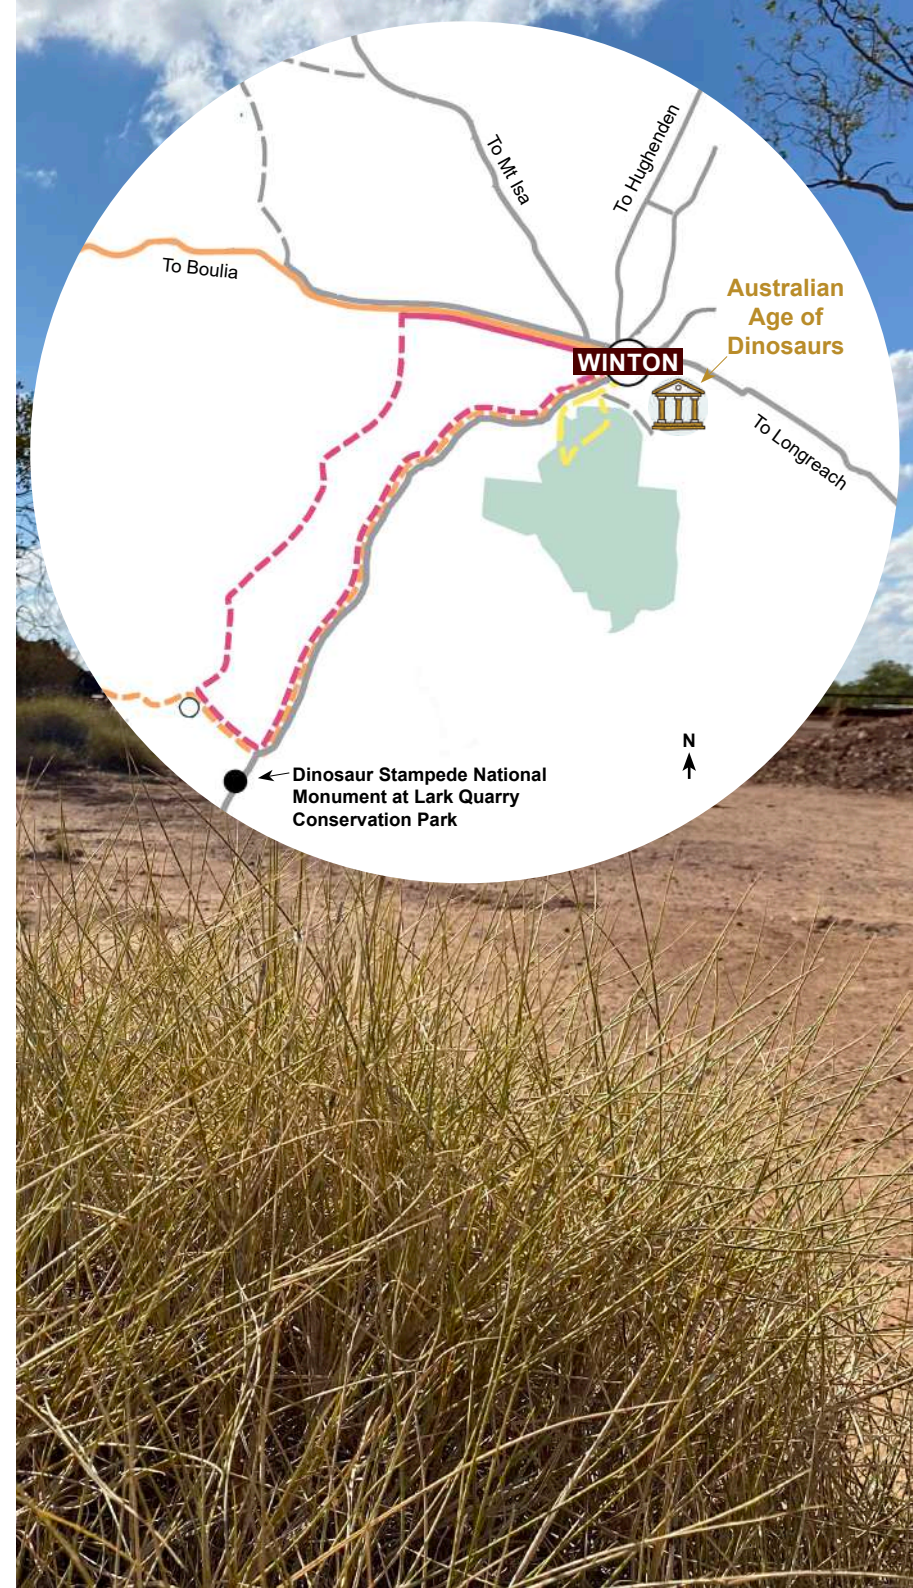 To Mt Isa
To Hughenden
To Boulia
Australian
Age of
Dinosaurs
WINTON
To Longreach
N
Dinosaur Stampede National
Monument at Lark Quarry
Conservation Park